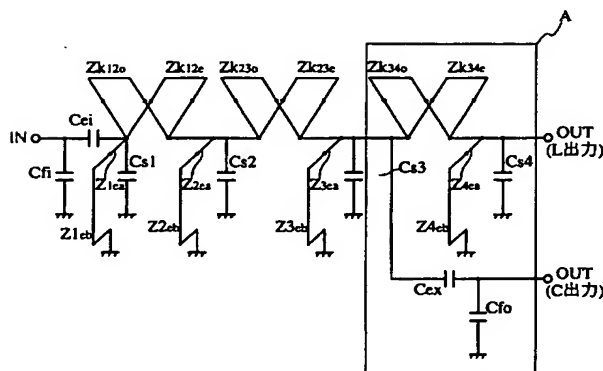 A
Zk12o
Zk12e
Zk23o
Zk23e
Zk34o
Zk34e
Cei
IN
OUT
(L出力)
Cfi
Z1ea
Cs1
Z2ea
Cs2
Z3ea
Cs3
Z4ea
Cs4
Z1eb
Z2eb
Z3eb
Z4eb
Cex
OUT
(C出力)
Cfo